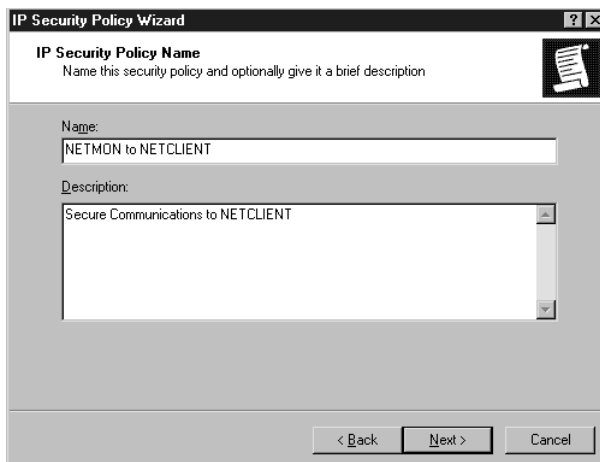 IP Security Policy Wizard
IP Security Policy Name
Name this security policy and optionally give it a brief description
Name:
NETMON to NETCLIENT
Description:
Secure Communications to NETCLIENT
< Back Next > Cancel